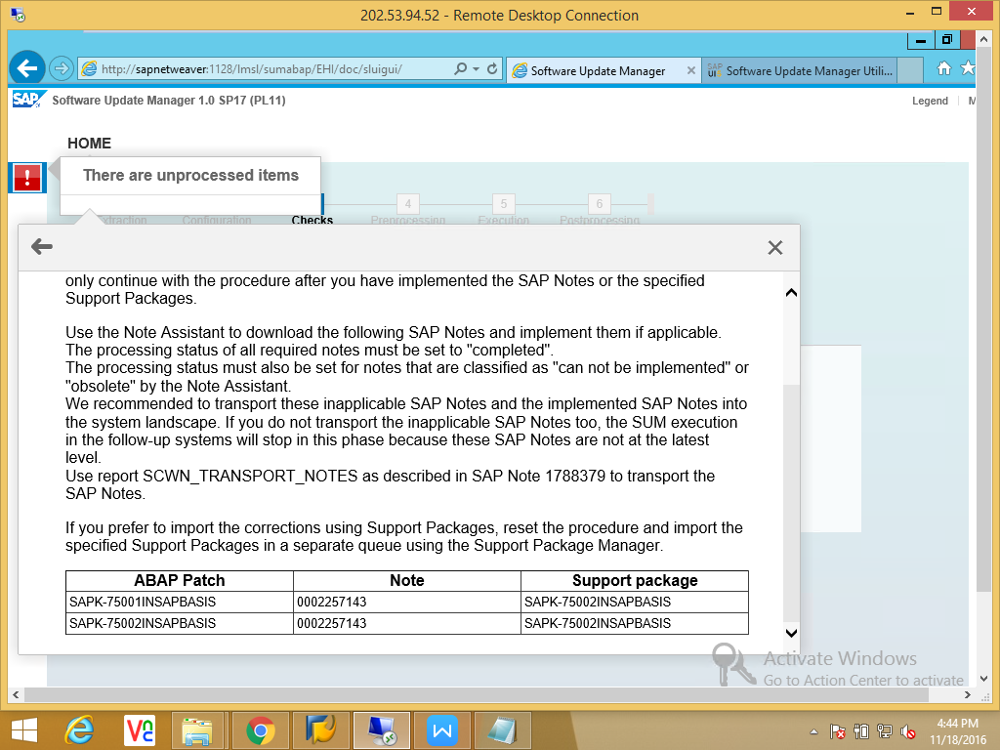 202.53.94.52 - Remote Desktop Connection
http://sapnetweaver:1128/lmsl/sumabap/EHI/doc/sluigui/
Software Update Manager
SAP UI
Software Update Manager Utili...
SAP Software Update Manager 1.0 SP17 (PL11)
Legend
M
HOME
There are unprocessed items
4
5
6
xtraction
Configuration
Checks
Preprocessing
Execution
Postprocessing
only continue with the procedure after you have implemented the SAP Notes or the specified
Support Packages.
Use the Note Assistant to download the following SAP Notes and implement them if applicable.
The processing status of all required notes must be set to "completed".
The processing status must also be set for notes that are classified as "can not be implemented" or
"obsolete" by the Note Assistant.
We recommended to transport these inapplicable SAP Notes and the implemented SAP Notes into
the system landscape. If you do not transport the inapplicable SAP Notes too, the SUM execution
in the follow-up systems will stop in this phase because these SAP Notes are not at the latest
level.
Use report SCWN_TRANSPORT_NOTES as described in SAP Note 1788379 to transport the
SAP Notes.
If you prefer to import the corrections using Support Packages, reset the procedure and import the
specified Support Packages in a separate queue using the Support Package Manager.
ABAP Patch Note Support package
SAPK-75001INSAPBASIS 0002257143 SAPK-75002INSAPBASIS
SAPK-75002INSAPBASIS 0002257143 SAPK-75002INSAPBASIS
Activate Windows
Go to Action Center to activate
4:44 PM
11/18/2016